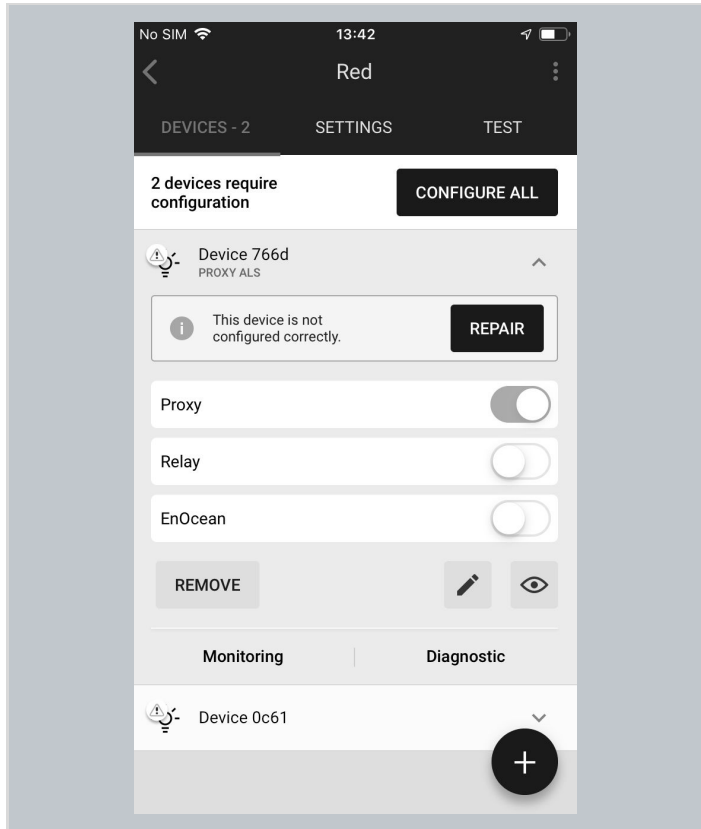 No SIM 13:42
Red
DEVICES - 2 SETTINGS TEST
2 devices require
configuration
CONFIGURE ALL
Device 766d
PROXY ALS
This device is not
configured correctly.
REPAIR
Proxy
Relay
EnOcean
REMOVE
Monitoring Diagnostic
Device 0c61